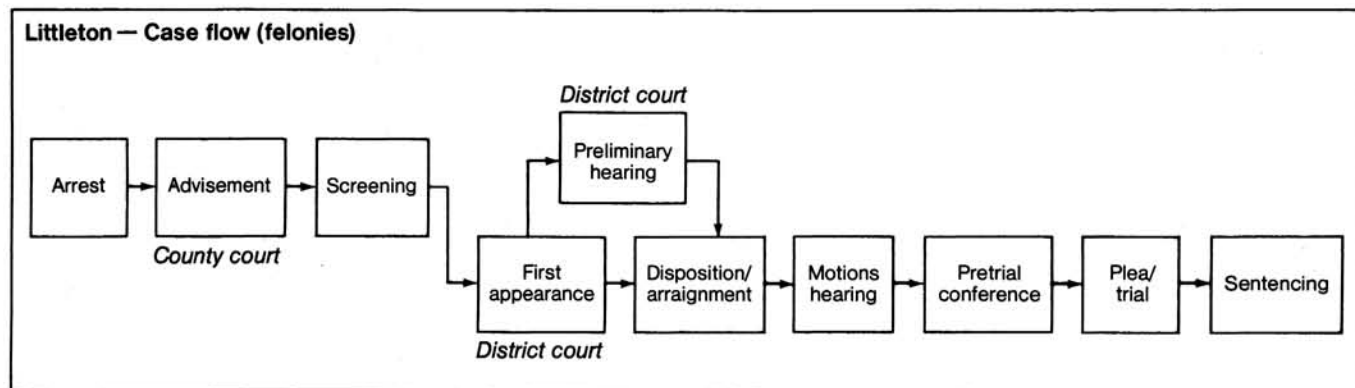 Littleton — Case flow (felonies)
District court
Preliminary
hearing
Arrest
Advisement
Screening
County court
First
appearance
District court
Disposition/
arraignment
Motions
hearing
Pretrial
conference
Plea/
trial
Sentencing